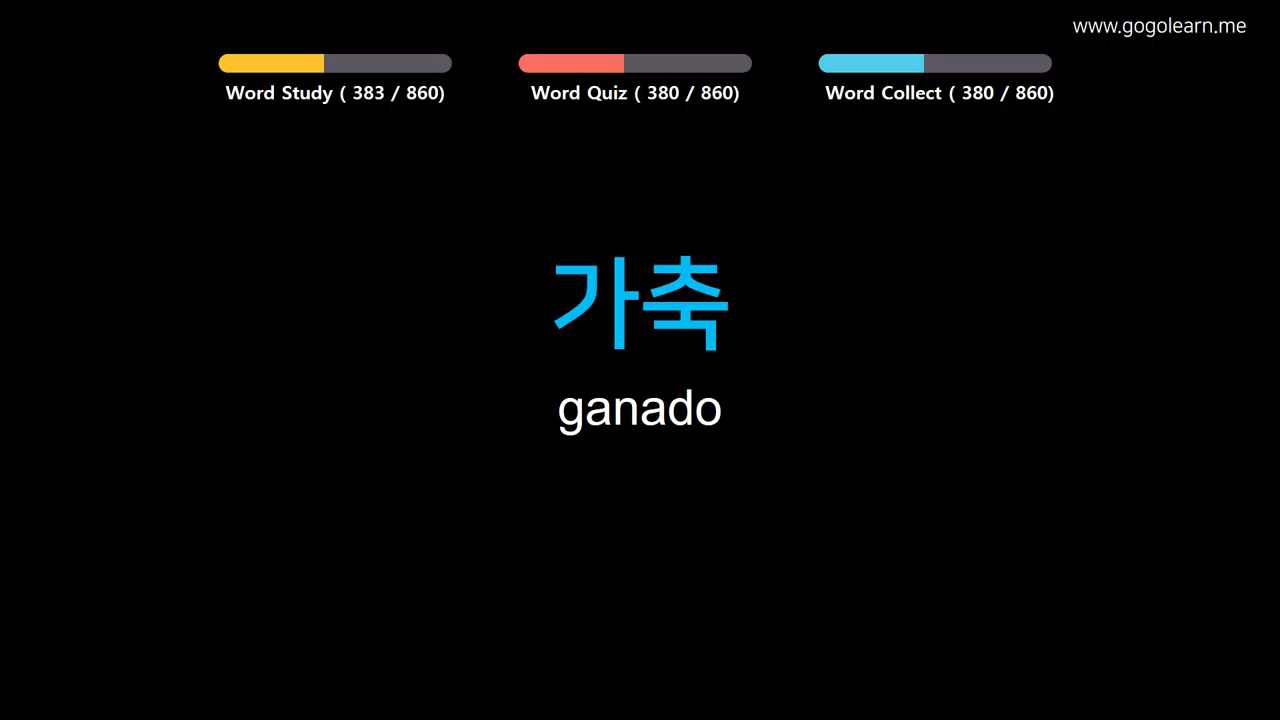 www.gogolearn.me
Word Study ( 383 / 860)
Word Quiz ( 380 / 860)
Word Collect ( 380 / 860)
가축
ganado